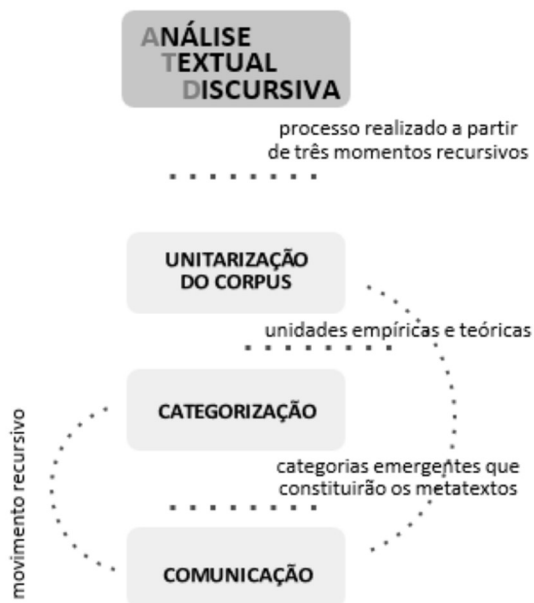 ANÁLISE
TEXTUAL
DISCURSIVA
processo realizado a partir
de três momentos recursivos
UNITARIZAÇÃO
DO CORPUS
unidades empíricas e teóricas
CATEGORIZAÇÃO
categorias emergentes que
constituirão os metatextos
movimento recursivo
COMUNICAÇÃO